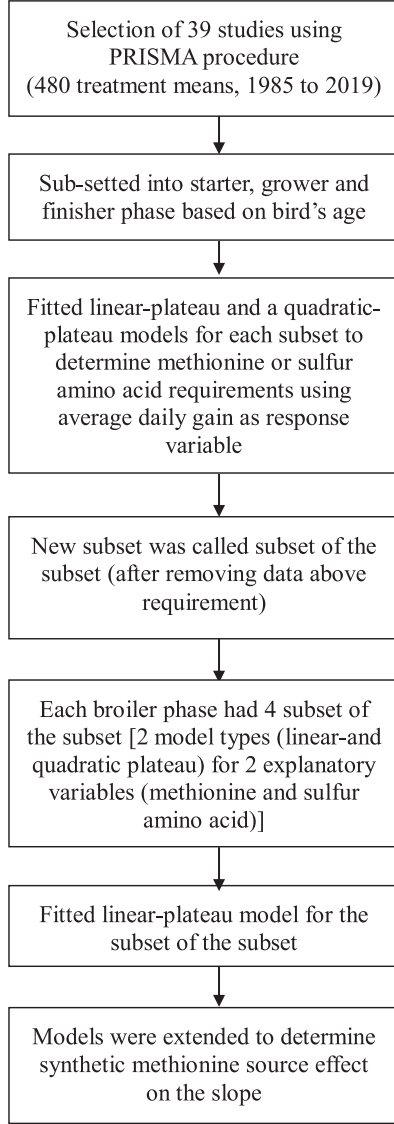 Selection of 39 studies using
PRISMA procedure
(480 treatment means, 1985 to 2019)
Sub-setted into starter, grower and
finisher phase based on bird’s age
Fitted linear-plateau and a quadratic-
plateau models for each subset to
determine methionine or sulfur
amino acid requirements using
average daily gain as response
variable
New subset was called subset of the
subset (after removing data above
requirement)
Each broiler phase had 4 subset of
the subset [2 model types (linear-and
quadratic plateau) for 2 explanatory
variables (methionine and sulfur
amino acid)]
Fitted linear-plateau model for the
subset of the subset
Models were extended to determine
synthetic methionine source effect
on the slope